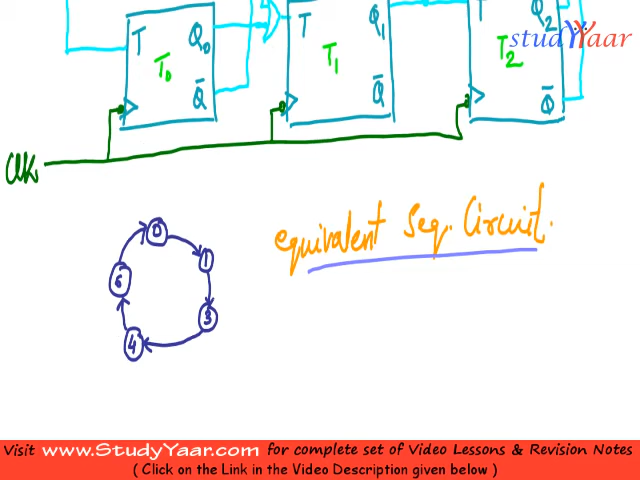 T Q0 T Q1 T Q2
studYYaar
T0 T1 T2
Q̅ Q̅ Q̅
Clk
equivalent Seq. Circuit.
0
1
6
3
4
Visit www.StudyYaar.com for complete set of Video Lessons & Revision Notes
( Click on the Link in the Video Description given below )